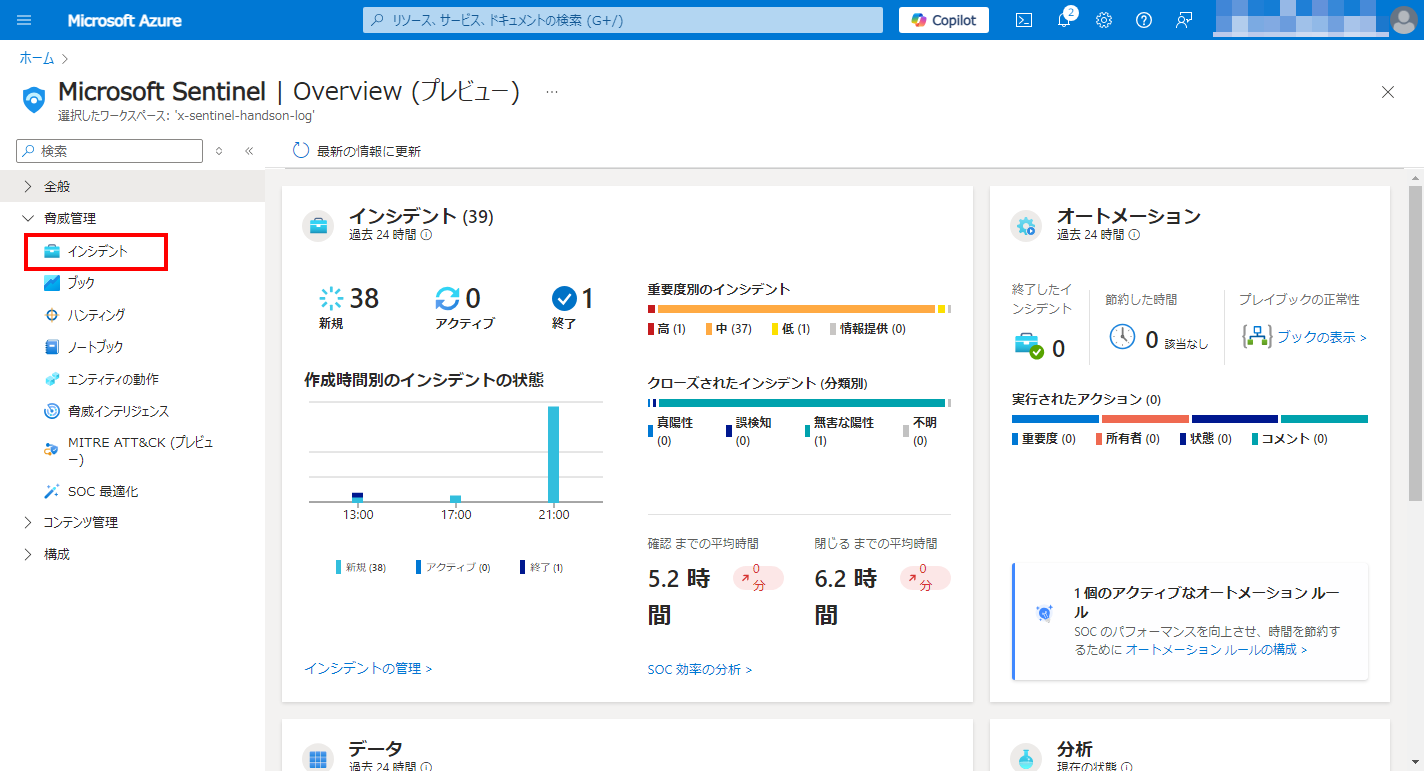 Microsoft Azure
リソース、サービス、ドキュメントの検索 (G+/)
Copilot
2
ホーム
Microsoft Sentinel | Overview (プレビュー)
選択したワークスペース: 'x-sentinel-handson-log'
検索
最新の情報に更新
全般
脅威管理
インシデント
ブック
ハンティング
ノートブック
エンティティの動作
脅威インテリジェンス
MITRE ATT&CK (プレビュ
ー)
SOC 最適化
コンテンツ管理
構成
インシデント (39)
過去 24 時間
38
新規
0
アクティブ
1
終了
作成時間別のインシデントの状態
13:00
17:00
21:00
新規 (38)
アクティブ (0)
終了 (1)
インシデントの管理 >
重要度別のインシデント
高 (1)
中 (37)
低 (1)
情報提供 (0)
クローズされたインシデント (分類別)
真陽性
(0)
誤検知
(0)
無害な陽性
(1)
不明
(0)
確認 までの平均時間
5.2 時
間
0
分
閉じる までの平均時間
6.2 時
間
0
分
SOC 効率の分析 >
オートメーション
過去 24 時間
終了したイ
ンシデント
0
節約した時間
0 該当なし
プレイブックの正常性
ブックの表示 >
実行されたアクション (0)
重要度 (0)
所有者 (0)
状態 (0)
コメント (0)
1 個のアクティブなオートメーション ルー
ル
SOC のパフォーマンスを向上させ、時間を節約す
るために オートメーション ルールの構成 >
データ
過去 24 時間
分析
現在の状態